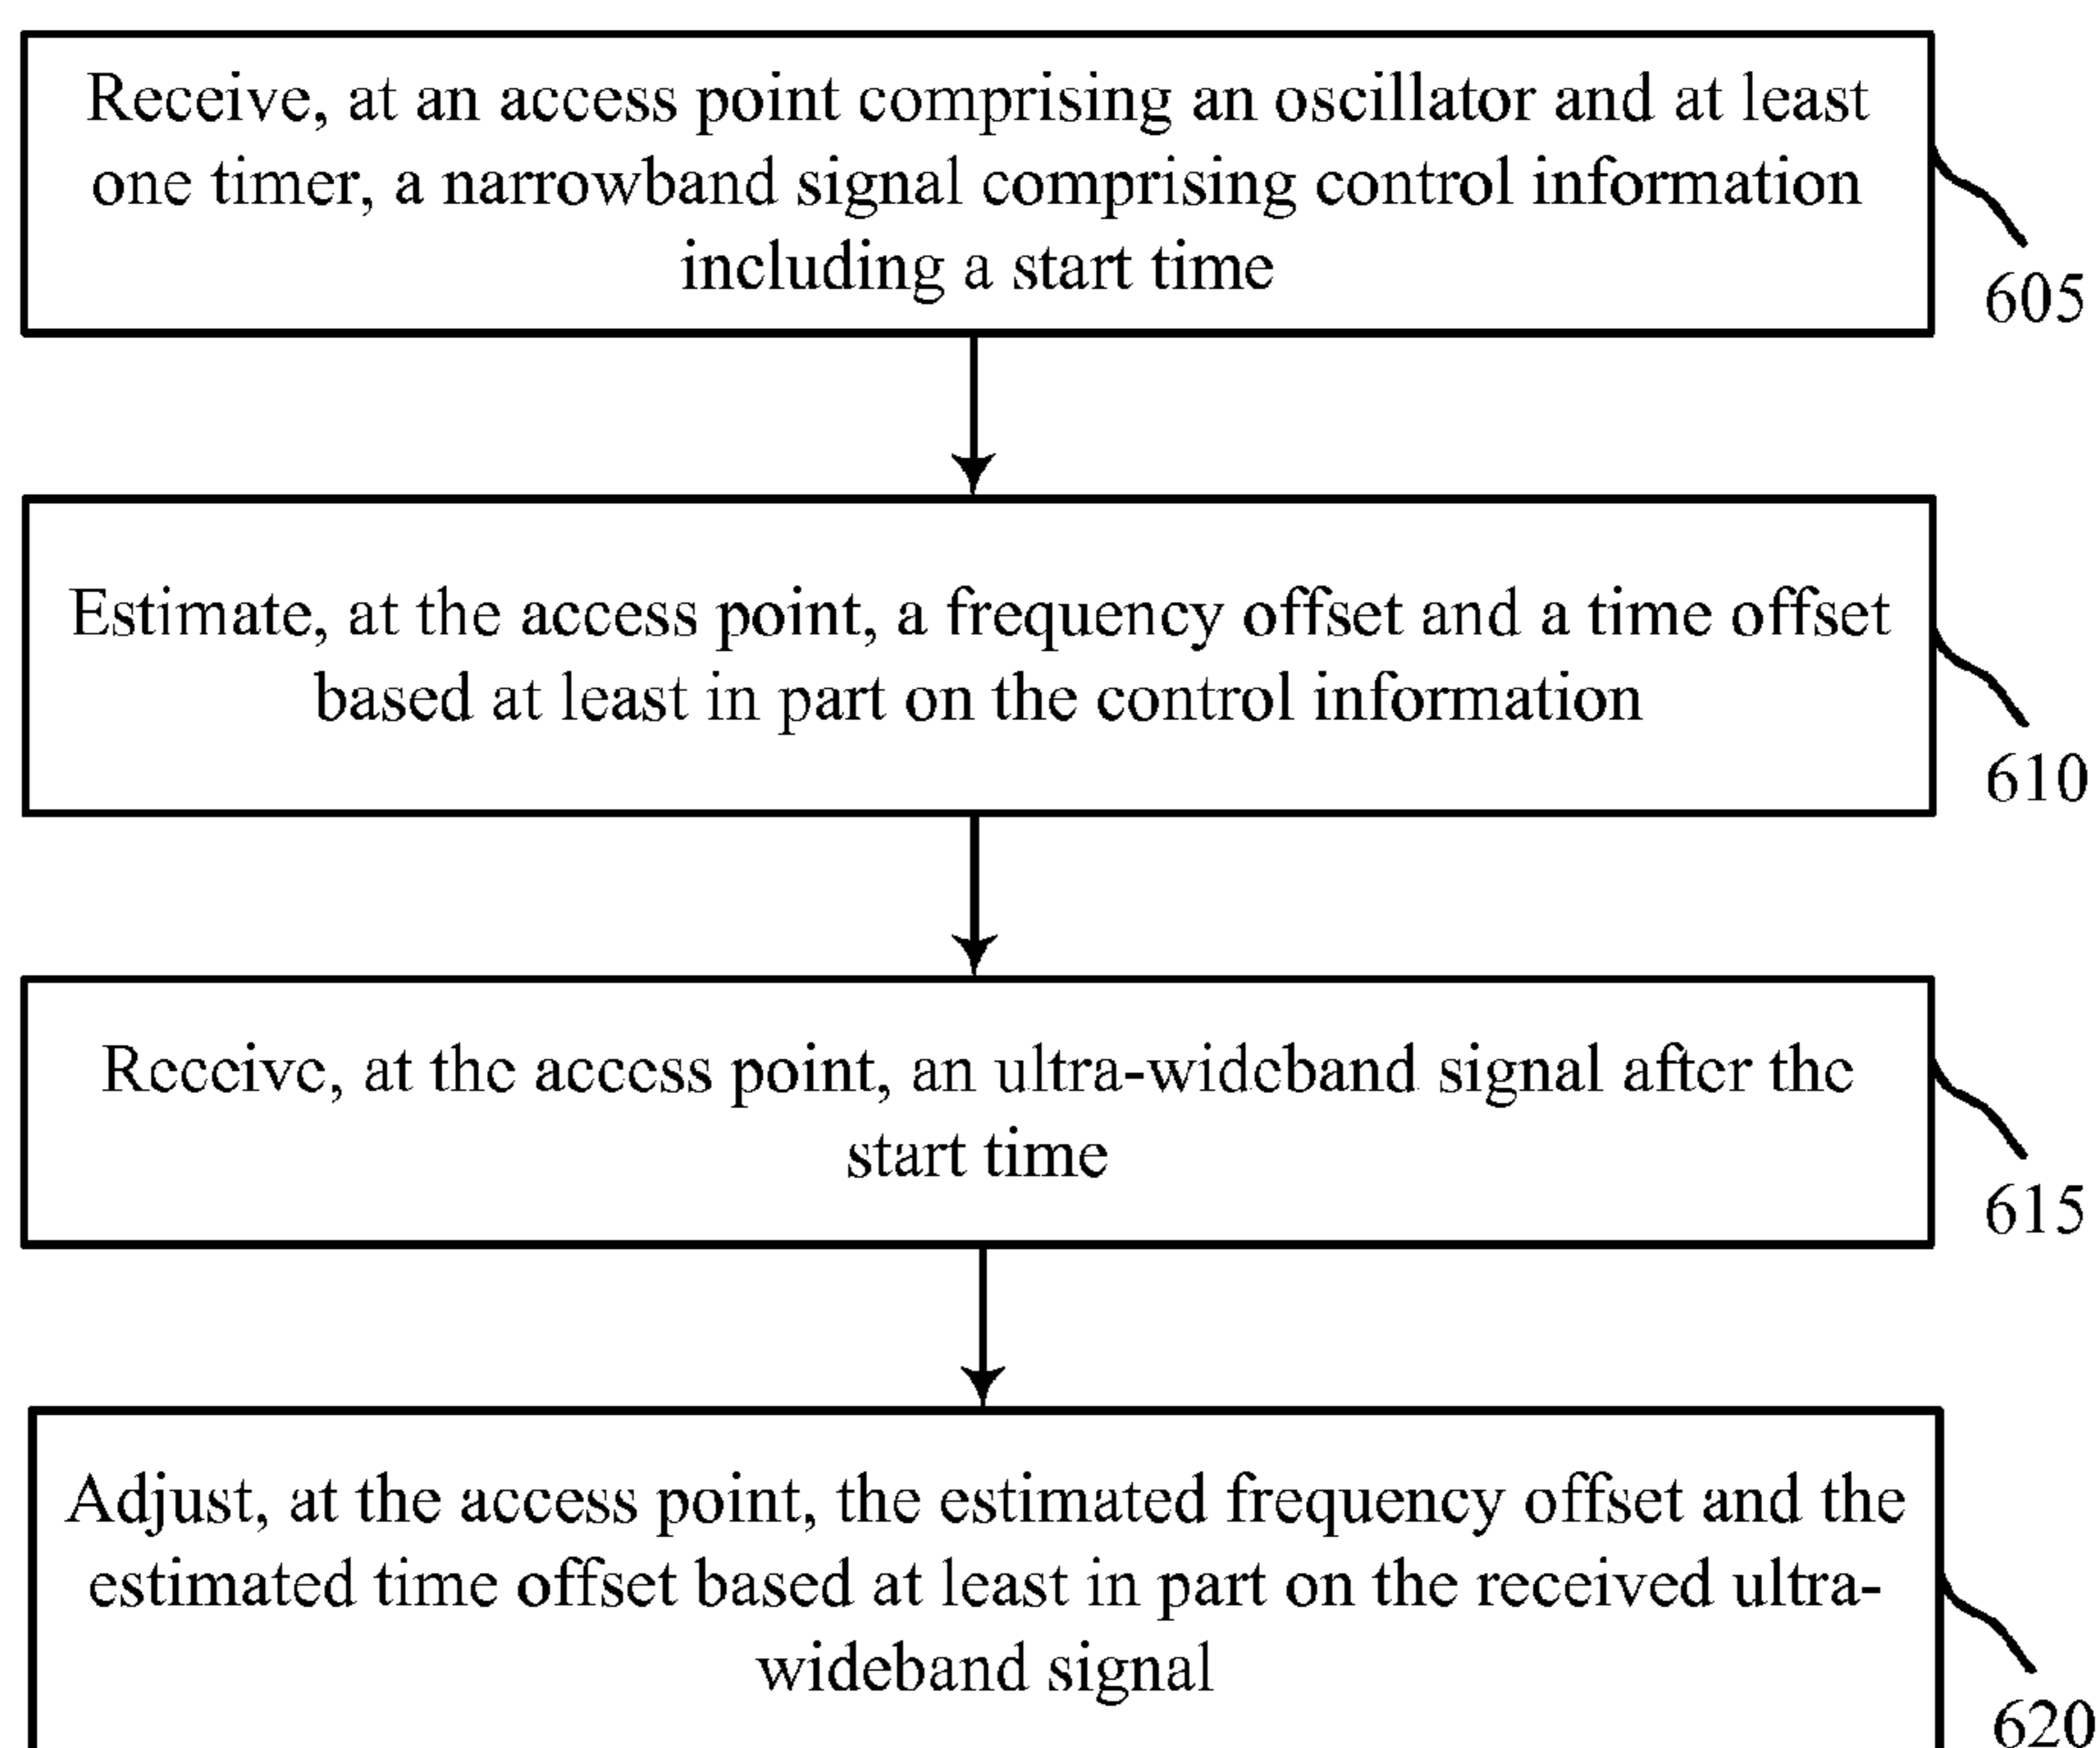 Receive, at an access point comprising an oscillator and at least
one timer, a narrowband signal comprising control information
including a start time
605
Estimate, at the access point, a frequency offset and a time offset
based at least in part on the control information
610
Receive, at the access point, an ultra-wideband signal after the
start time
615
Adjust, at the access point, the estimated frequency offset and the
estimated time offset based at least in part on the received ultra-
wideband signal
620